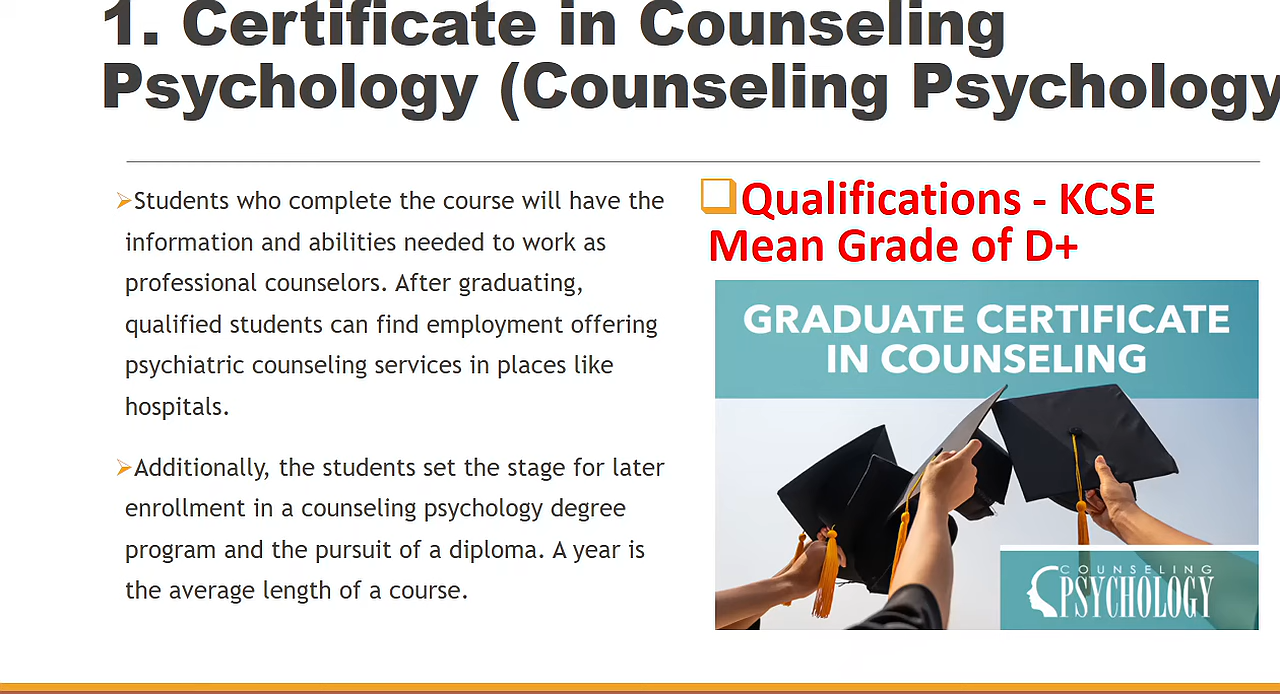 1. Certificate in Counseling
Psychology (Counseling Psychology
Students who complete the course will have the
information and abilities needed to work as
professional counselors. After graduating,
qualified students can find employment offering
psychiatric counseling services in places like
hospitals.
Additionally, the students set the stage for later
enrollment in a counseling psychology degree
program and the pursuit of a diploma. A year is
the average length of a course.
Qualifications - KCSE
Mean Grade of D+
GRADUATE CERTIFICATE
IN COUNSELING
COUNSELING
PSYCHOLOGY